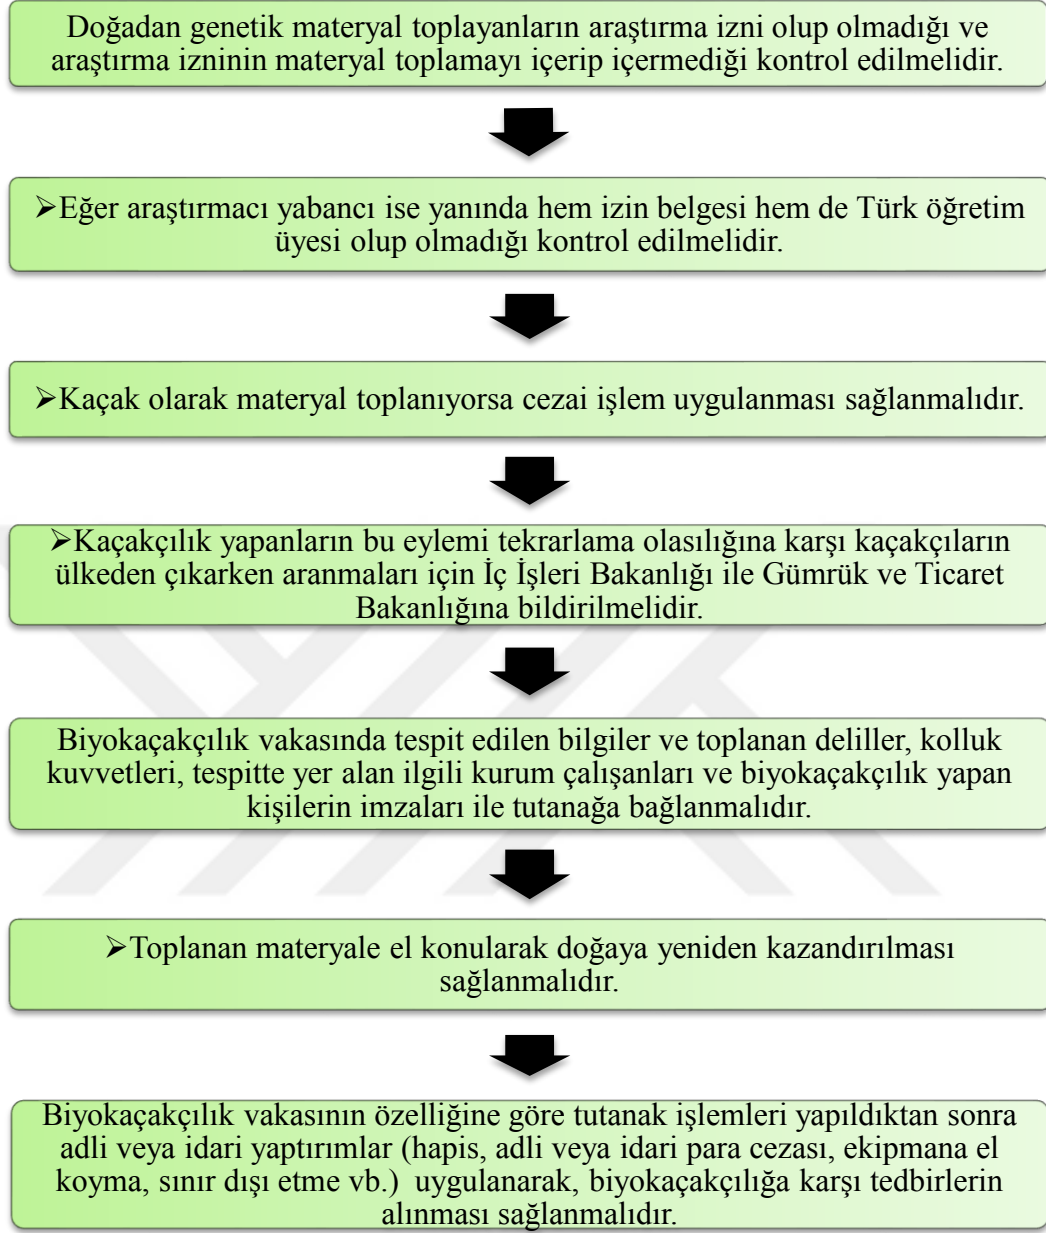 Doğadan genetik materyal toplayanların araştırma izni olup olmadığı ve
araştırma izninin materyal toplamayı içerip içermediği kontrol edilmelidir.
➢Eğer araştırmacı yabancı ise yanında hem izin belgesi hem de Türk öğretim
üyesi olup olmadığı kontrol edilmelidir.
➢Kaçak olarak materyal toplanıyorsa cezai işlem uygulanması sağlanmalıdır.
➢Kaçakçılık yapanların bu eylemi tekrarlama olasılığına karşı kaçakçıların
ülkeden çıkarken aranmaları için İç İşleri Bakanlığı ile Gümrük ve Ticaret
Bakanlığına bildirilmelidir.
Biyokaçakçılık vakasında tespit edilen bilgiler ve toplanan deliller, kolluk
kuvvetleri, tespitte yer alan ilgili kurum çalışanları ve biyokaçakçılık yapan
kişilerin imzaları ile tutanağa bağlanmalıdır.
➢Toplanan materyale el konularak doğaya yeniden kazandırılması
sağlanmalıdır.
Biyokaçakçılık vakasının özelliğine göre tutanak işlemleri yapıldıktan sonra
adli veya idari yaptırımlar (hapis, adli veya idari para cezası, ekipmana el
koyma, sınır dışı etme vb.) uygulanarak, biyokaçakçılığa karşı tedbirlerin
alınması sağlanmalıdır.